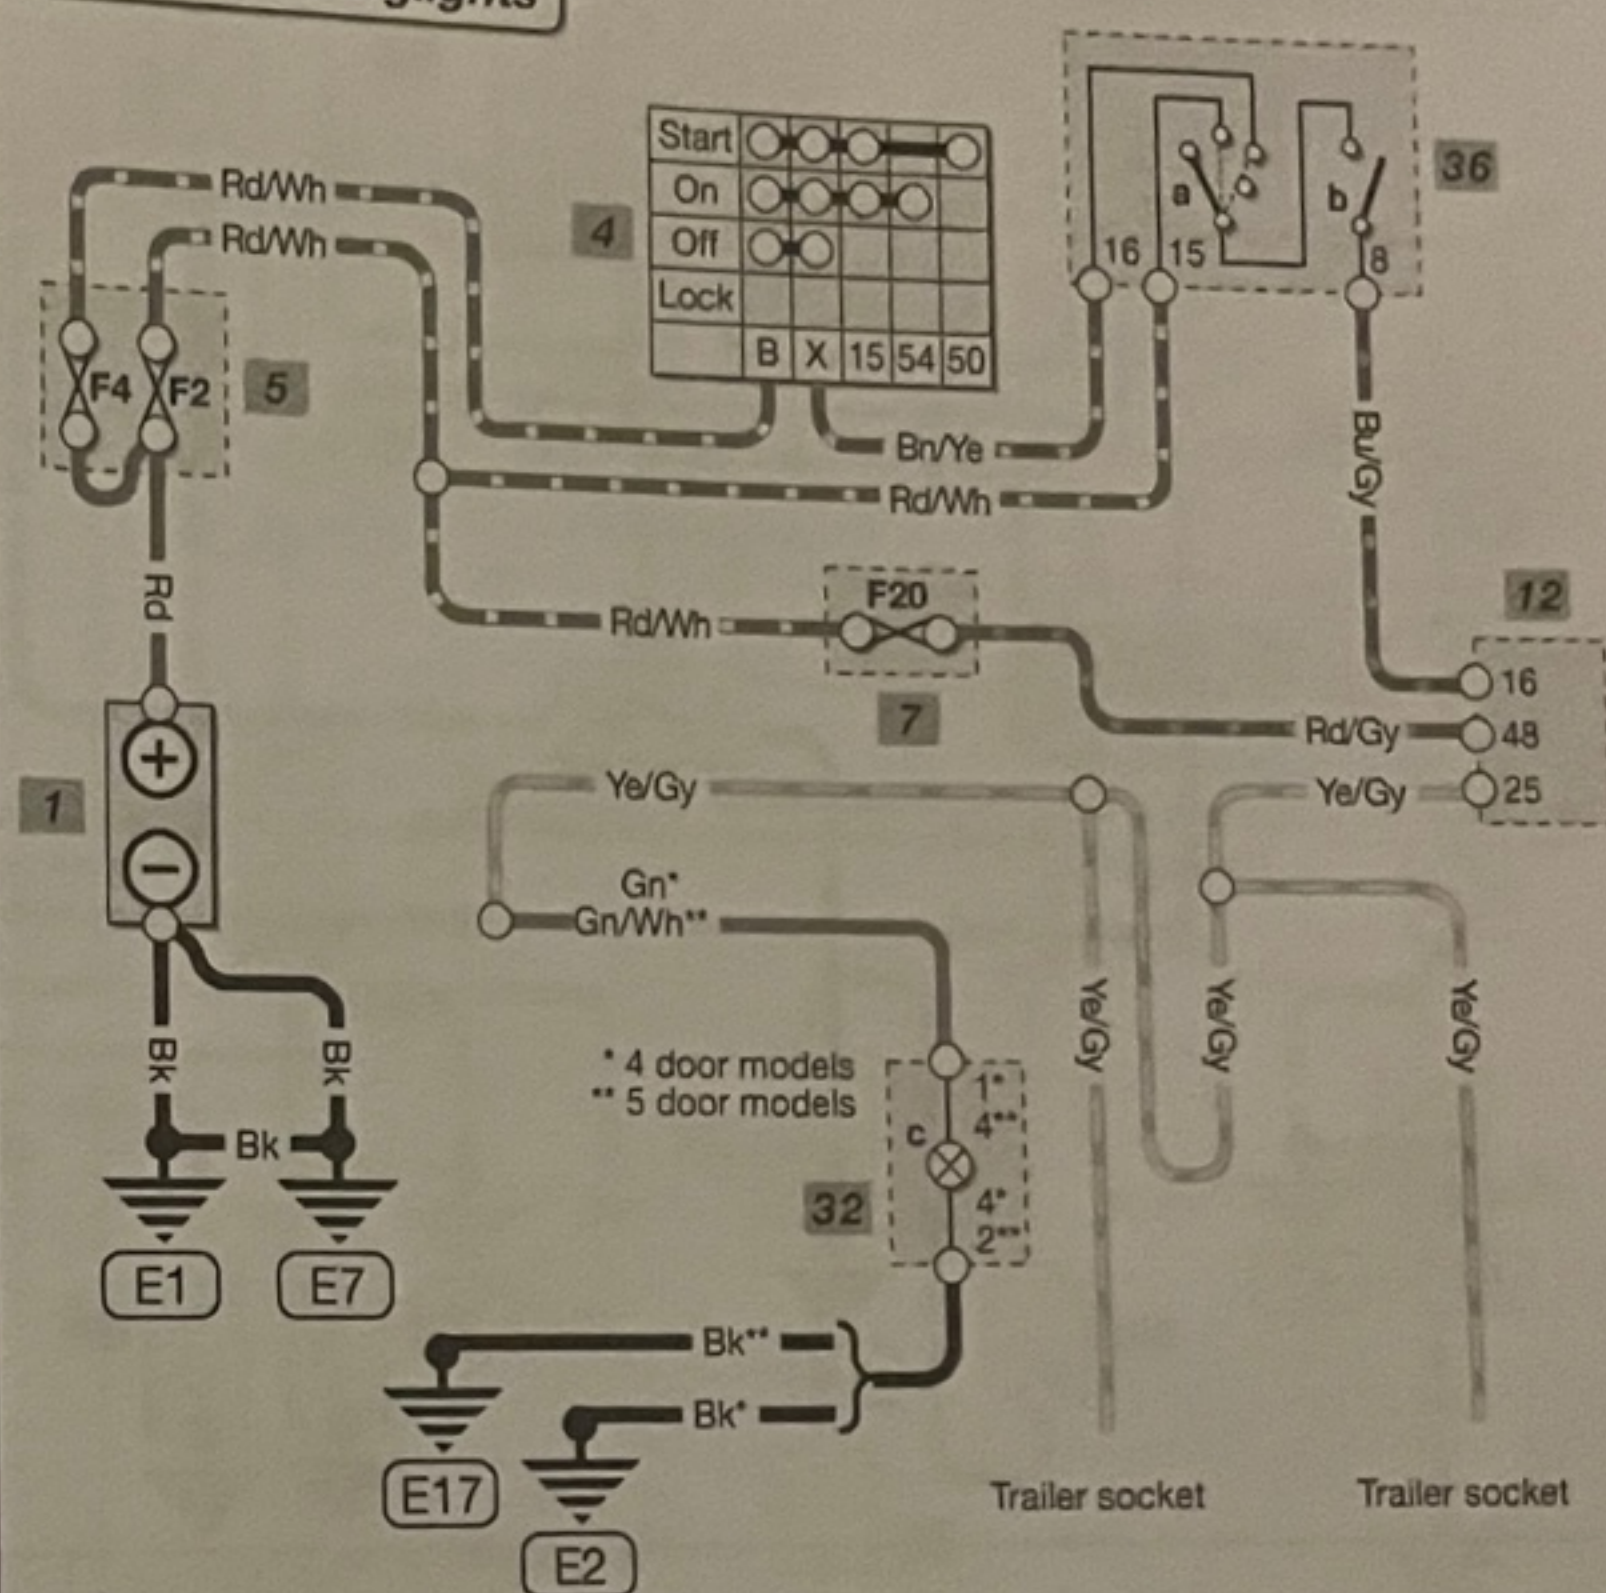 36
Start
Rd/Wh
On
4
a
b
Rd/Wh
Off
16
15
8
Lock
B X 15 54 50
F4
F2
5
Bn/Ye
Bu/Gy
Rd/Wh
Rd
F20
12
Rd/Wh
16
7
Rd/Gy
48
+
Ye/Gy
Ye/Gy
25
1
−
Gn*
Gn/Wh**
Ye/Gy
Ye/Gy
Ye/Gy
Bk
Bk
* 4 door models
1*
** 5 door models
4**
c
Bk
4*
32
2**
E1
E7
Bk**
Bk*
E17
Trailer socket
Trailer socket
E2